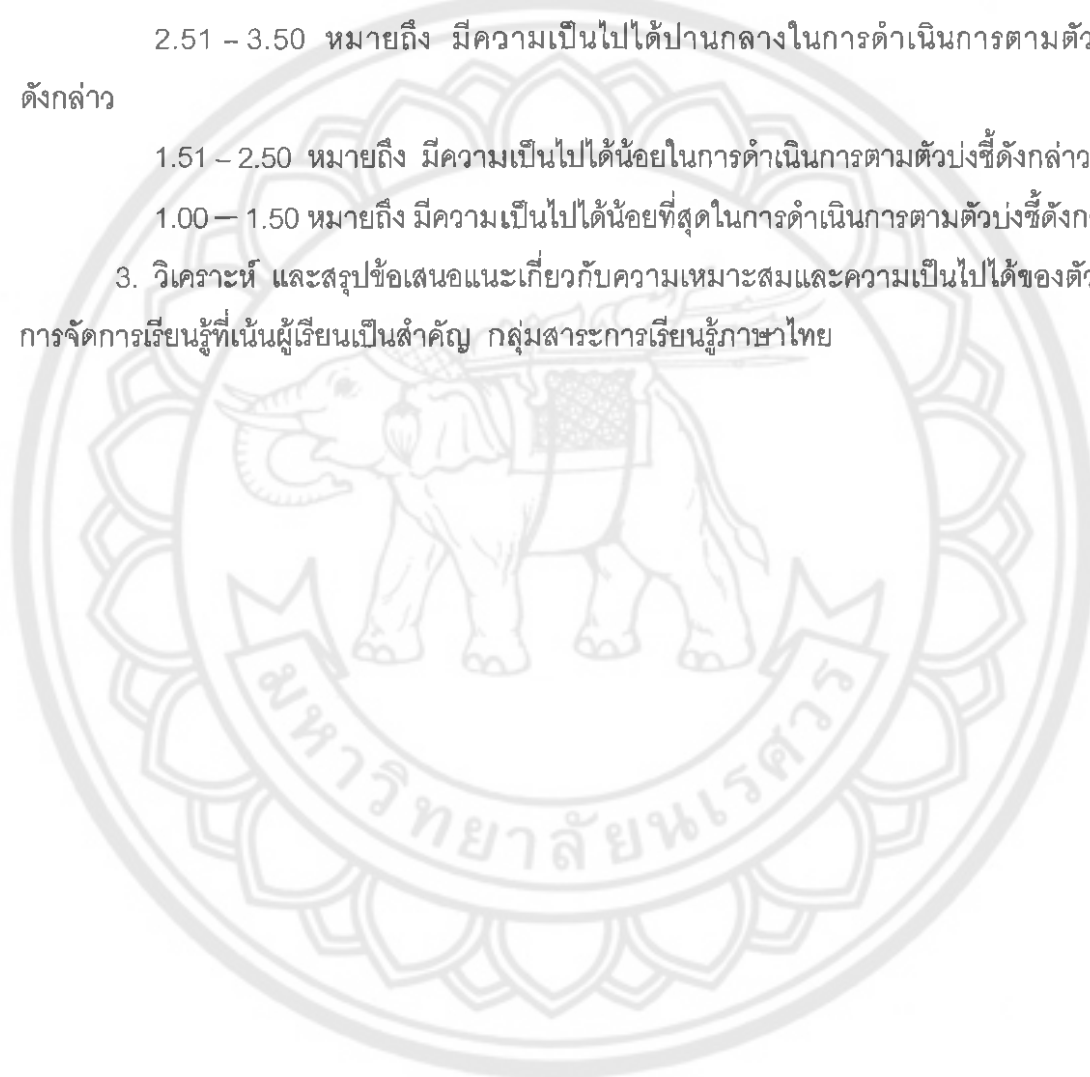 2.51 – 3.50 หมายถึง มีความเป็นไปได้ปานกลางในการดำเนินการตามตัว
ดังกล่าว
1.51 – 2.50 หมายถึง มีความเป็นไปได้น้อยในการดำเนินการตามตัวบ่งชี้ดังกล่าว
1.00 – 1.50 หมายถึง มีความเป็นไปได้น้อยที่สุดในการดำเนินการตามตัวบ่งชี้ดังก
3. วิเคราะห์ และสรุปข้อเสนอแนะเกี่ยวกับความเหมาะสมและความเป็นไปได้ของตัว
การจัดการเรียนรู้ที่เน้นผู้เรียนเป็นสำคัญ กลุ่มสาระการเรียนรู้ภาษาไทย
มหาวิทยาลัยนเรศวร